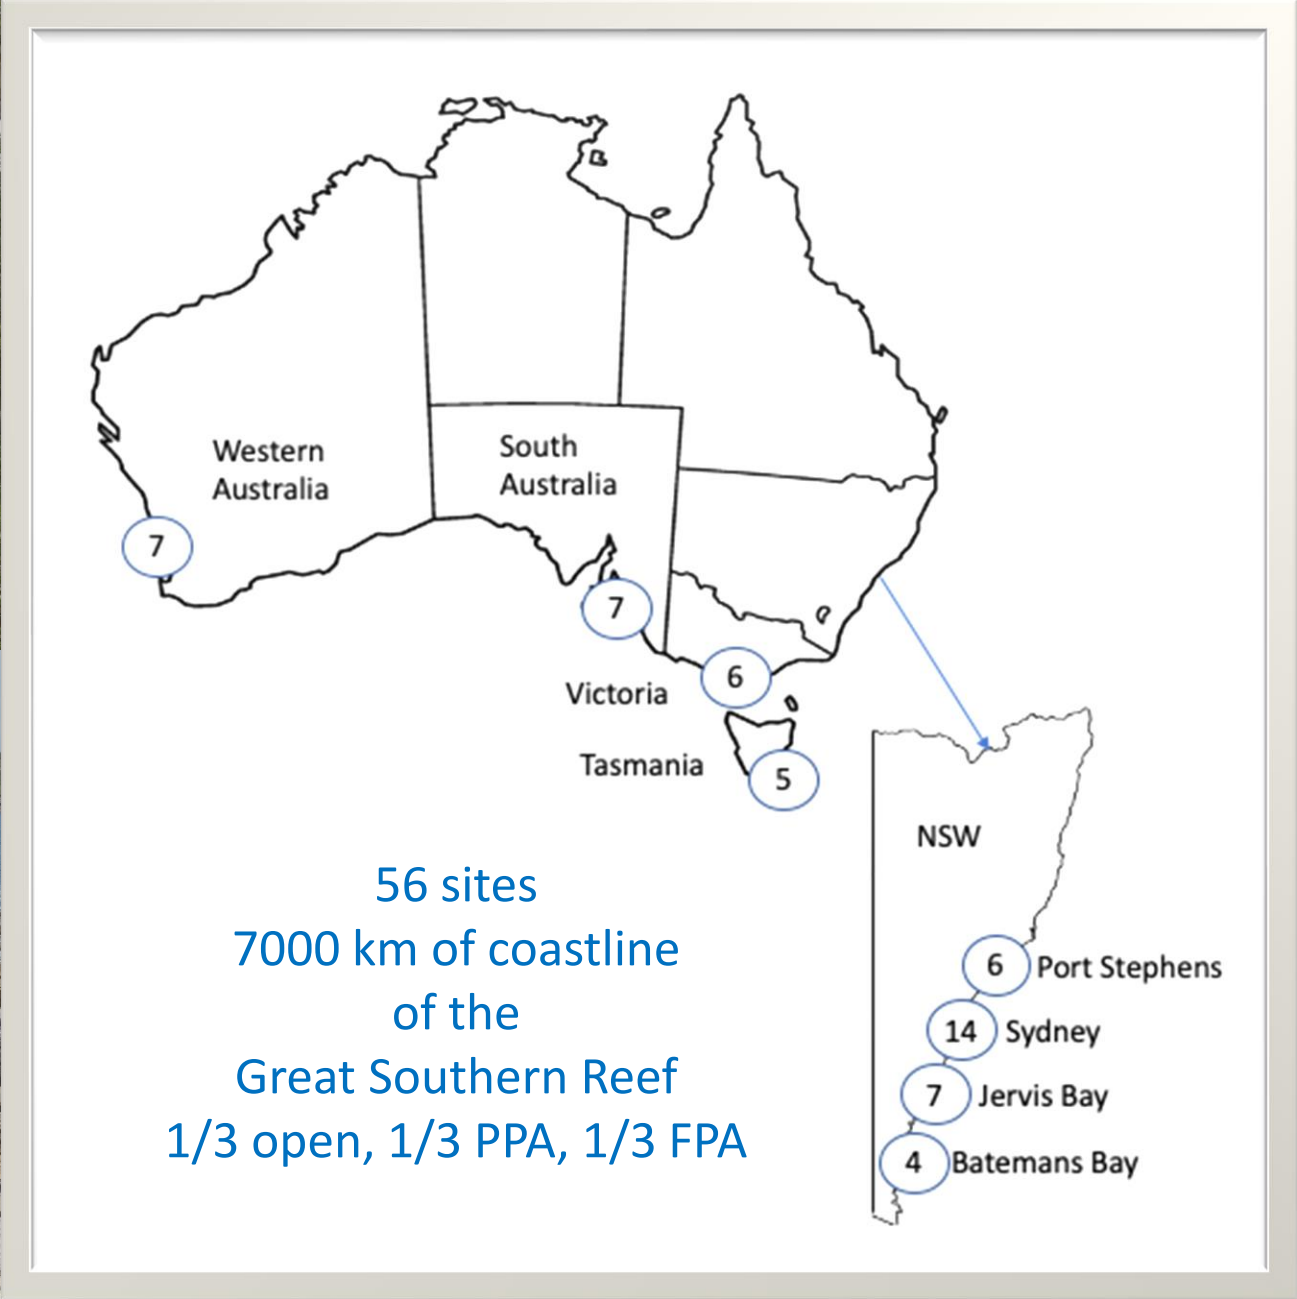 Western
Australia
South
Australia
7
7
6
Victoria
Tasmania
5
NSW
56 sites
7000 km of coastline
of the
Great Southern Reef
1/3 open, 1/3 PPA, 1/3 FPA
6 Port Stephens
14 Sydney
7 Jervis Bay
4 Batemans Bay